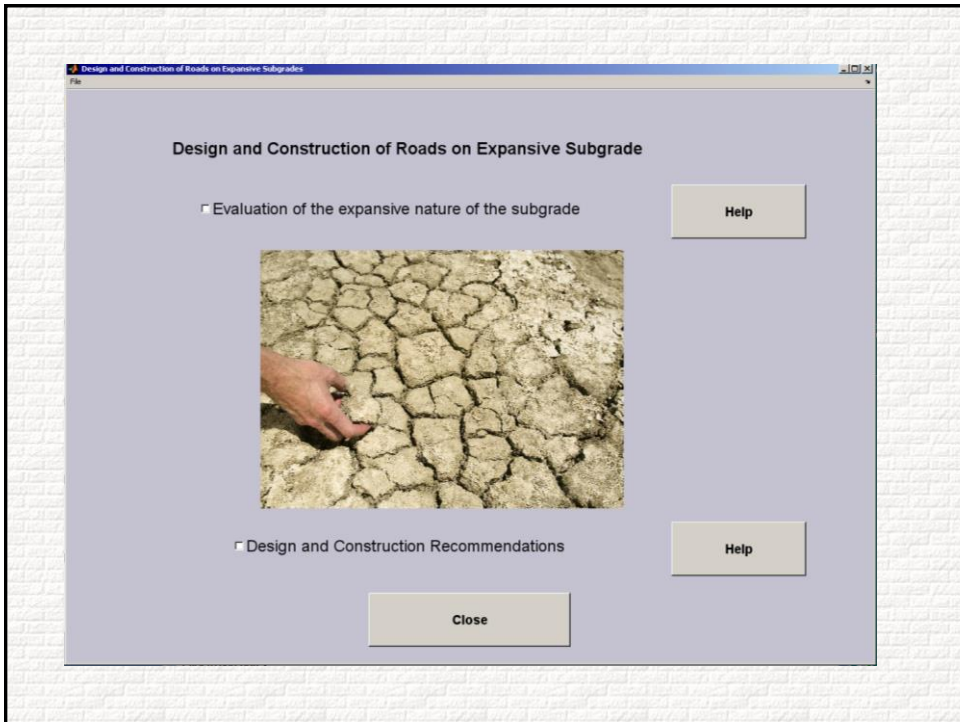 Design and Construction of Roads on Expansive Subgrades
File
Design and Construction of Roads on Expansive Subgrade
Evaluation of the expansive nature of the subgrade
Help
Design and Construction Recommendations
Help
Close